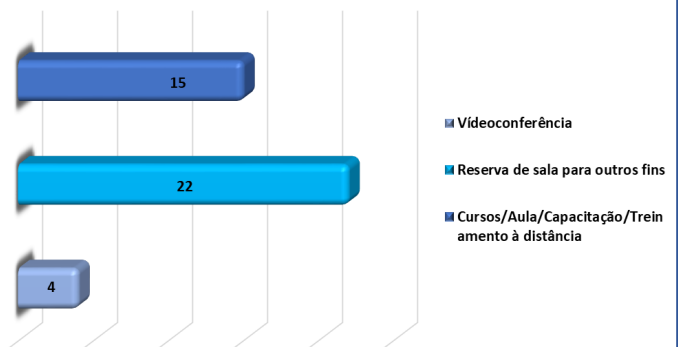 15
22
4
Vídeoconferência
Reserva de sala para outros fins
Cursos/Aula/Capacitação/Trein
amento à distância